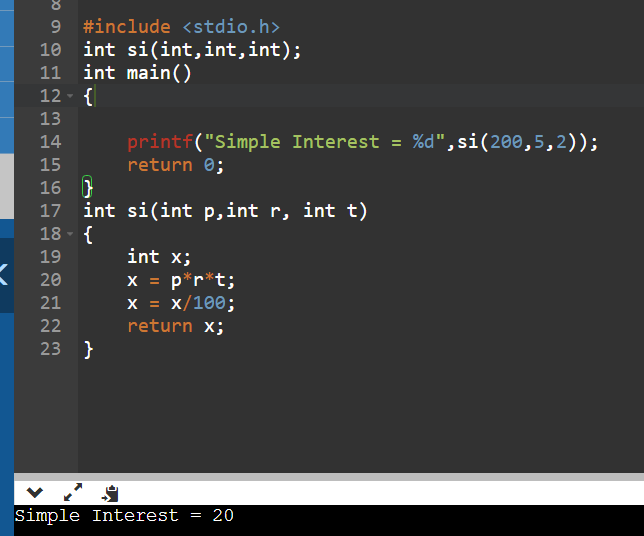 8
9 #include <stdio.h>
10 int si(int,int,int);
11 int main()
12 {
13
14 printf("Simple Interest = %d",si(200,5,2));
15 return 0;
16 }
17 int si(int p,int r, int t)
18 {
19 int x;
20 x = p*r*t;
21 x = x/100;
22 return x;
23 }
Simple Interest = 20